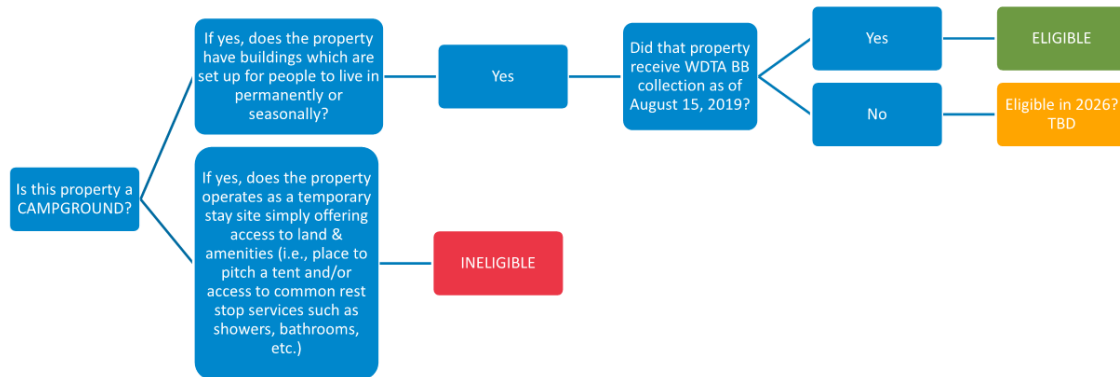 Is this property a
CAMPGROUND?
If yes, does the property
have buildings which are
set up for people to live in
permanently or
seasonally?
Yes
Did that property
receive WDTA BB
collection as of
August 15, 2019?
Yes
ELIGIBLE
No
Eligible in 2026?
TBD
If yes, does the property
operates as a temporary
stay site simply offering
access to land & 
amenities (i.e., place to
pitch a tent and/or
access to common rest
stop services such as
showers, bathrooms,
etc.)
INELIGIBLE